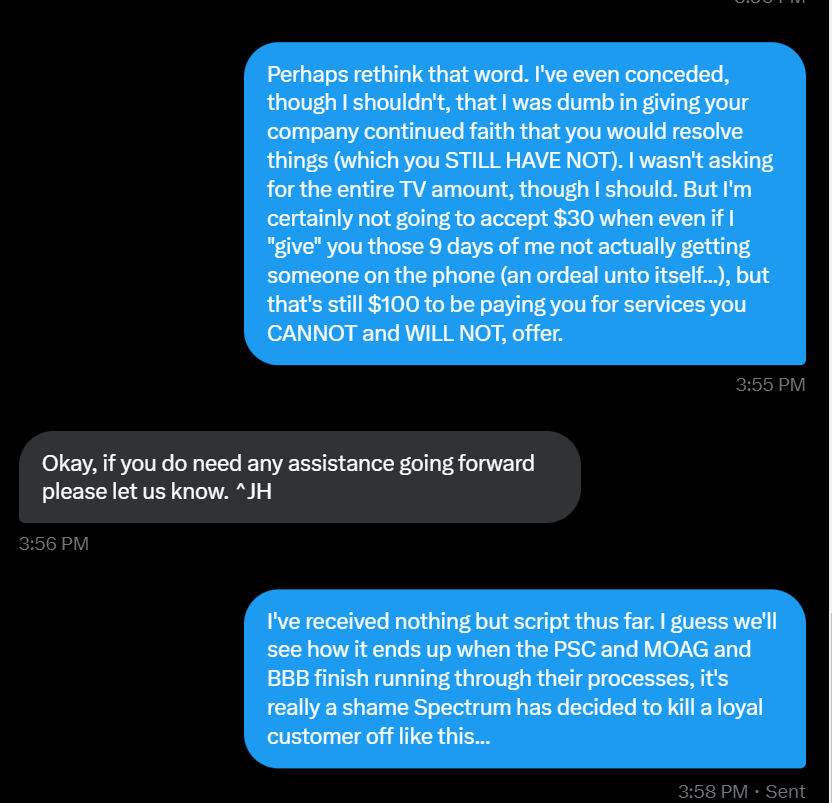 Perhaps rethink that word. I've even conceded,
though I shouldn't, that I was dumb in giving your
company continued faith that you would resolve
things (which you STILL HAVE NOT). I wasn't asking
for the entire TV amount, though I should. But I'm
certainly not going to accept $30 when even if I
"give" you those 9 days of me not actually getting
someone on the phone (an ordeal unto itself...), but
that's still $100 to be paying you for services you
CANNOT and WILL NOT, offer.
3:55 PM
Okay, if you do need any assistance going forward
please let us know. ^JH
3:56 PM
I've received nothing but script thus far. I guess we'll
see how it ends up when the PSC and MOAG and
BBB finish running through their processes, it's
really a shame Spectrum has decided to kill a loyal
customer off like this...
3:58 PM · Sent